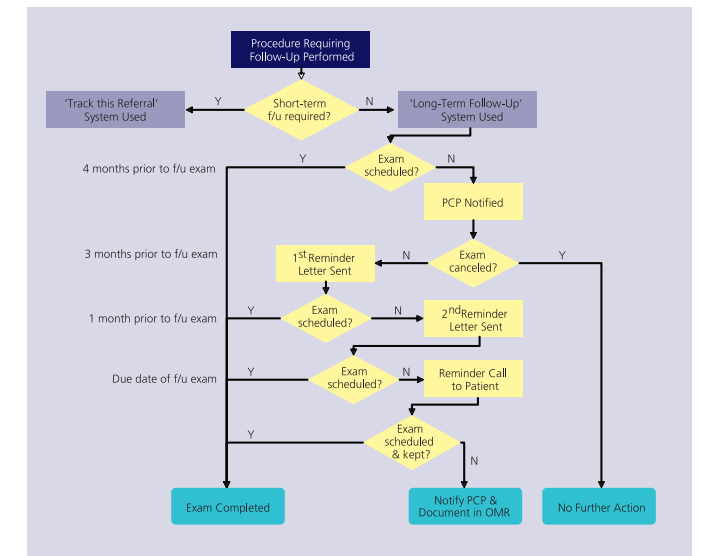 Procedure Requiring
Follow-Up Performed
'Track this Referral'
System Used
Y
Short-term
f/u required?
N
'Long-Term Follow-Up'
System Used
4 months prior to f/u exam
Y
Exam
scheduled?
N
PCP Notified
3 months prior to f/u exam
1st Reminder
Letter Sent
N
Exam
canceled?
Y
1 month prior to f/u exam
Y
Exam
scheduled?
N
2nd Reminder
Letter Sent
Due date of f/u exam
Y
Exam
scheduled?
N
Reminder Call
to Patient
Y
Exam
scheduled
& kept?
N
Exam Completed
Notify PCP &
Document in OMR
No Further Action